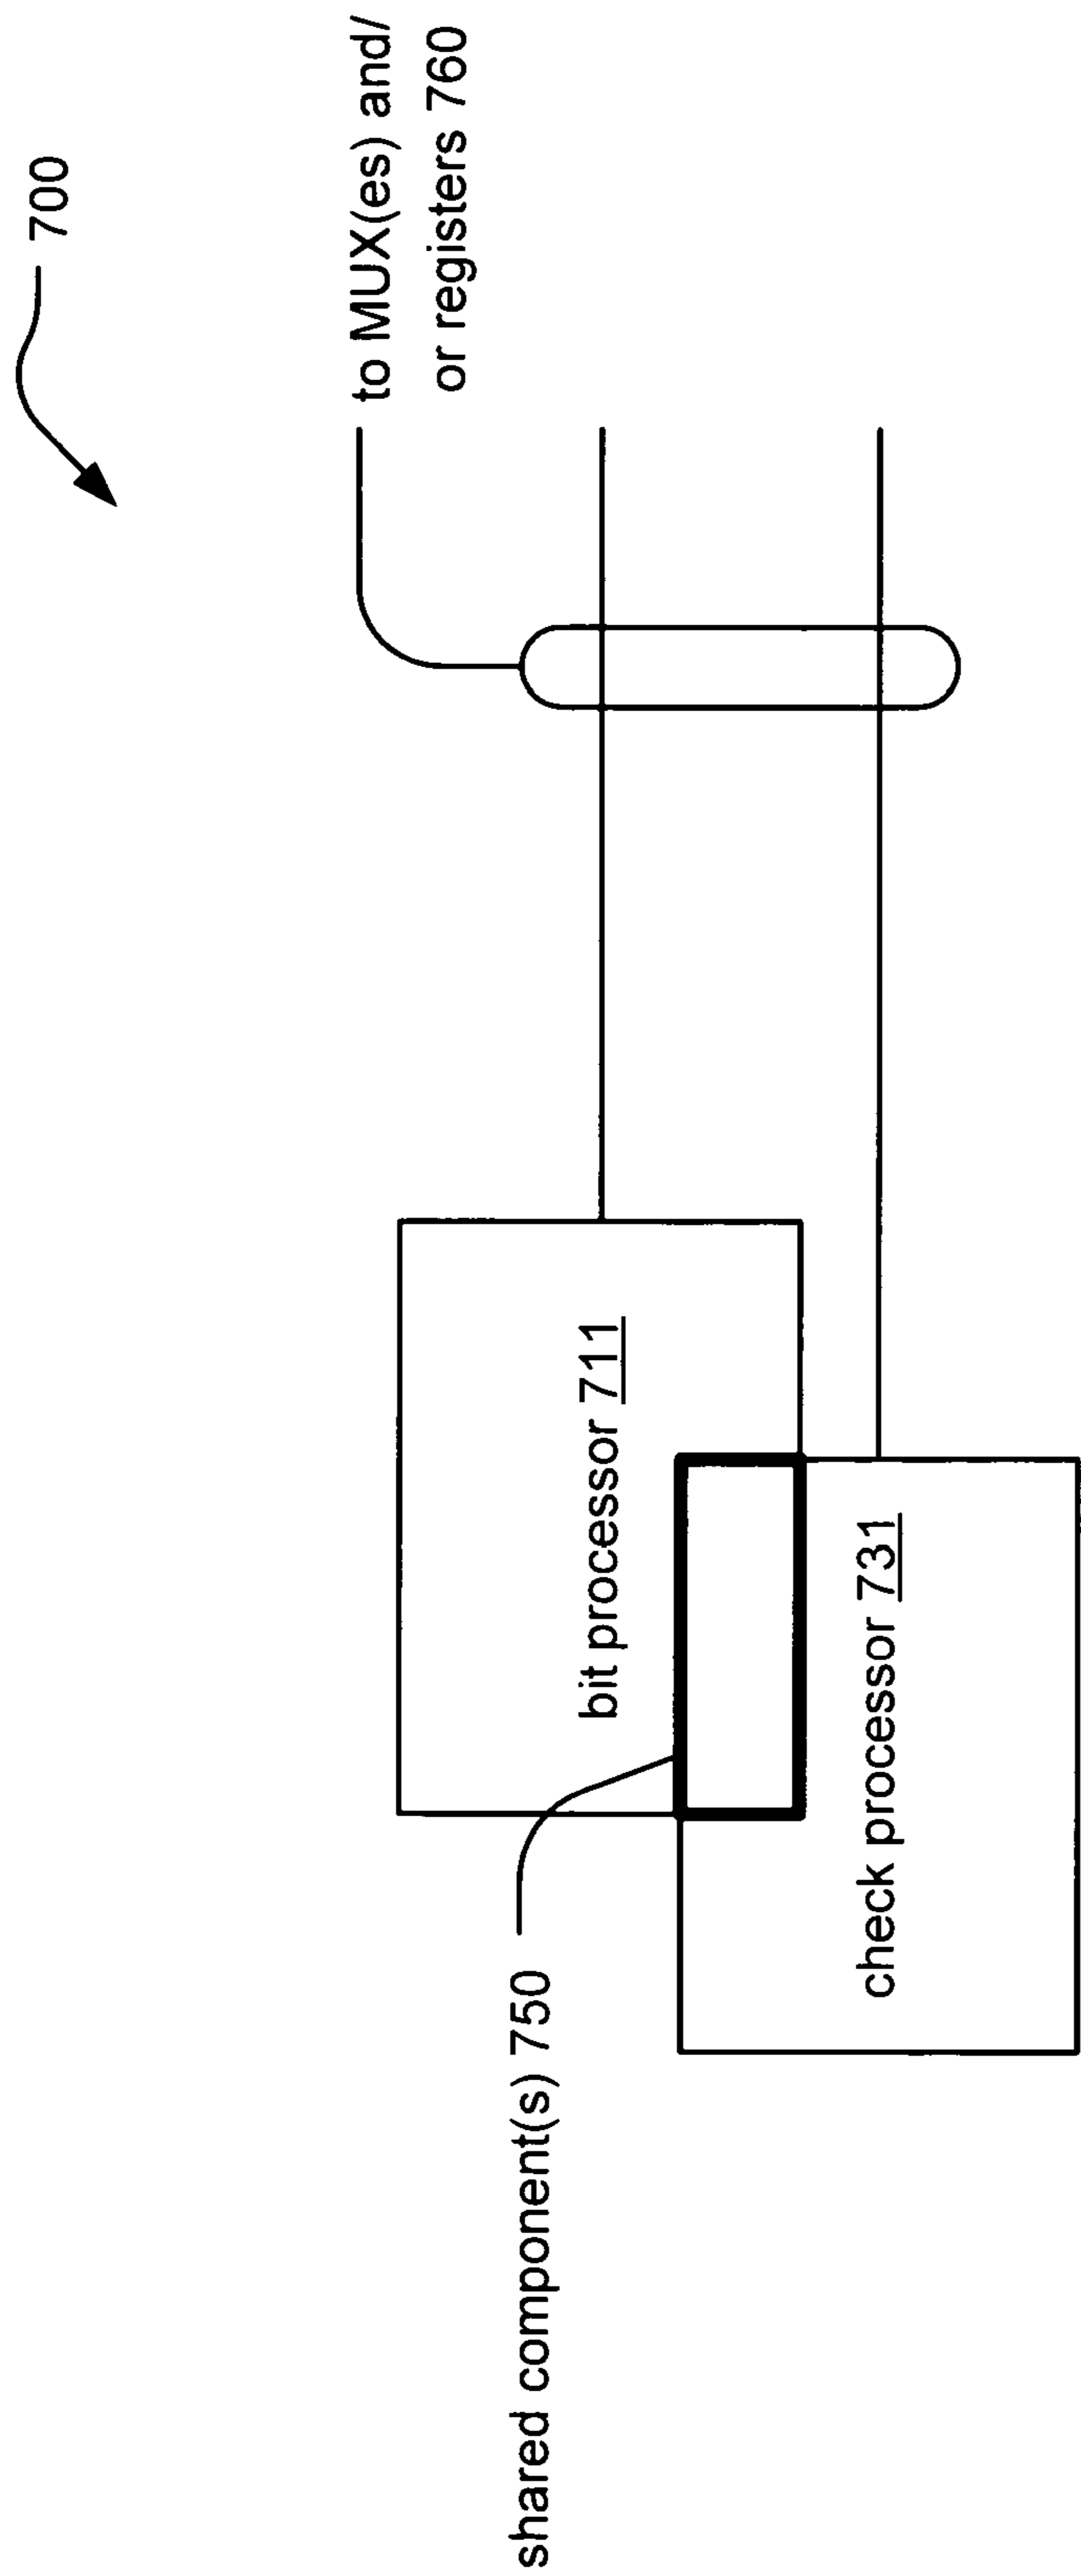 700
to MUX(es) and/
or registers 760
bit processor 711
shared component(s) 750
check processor 731